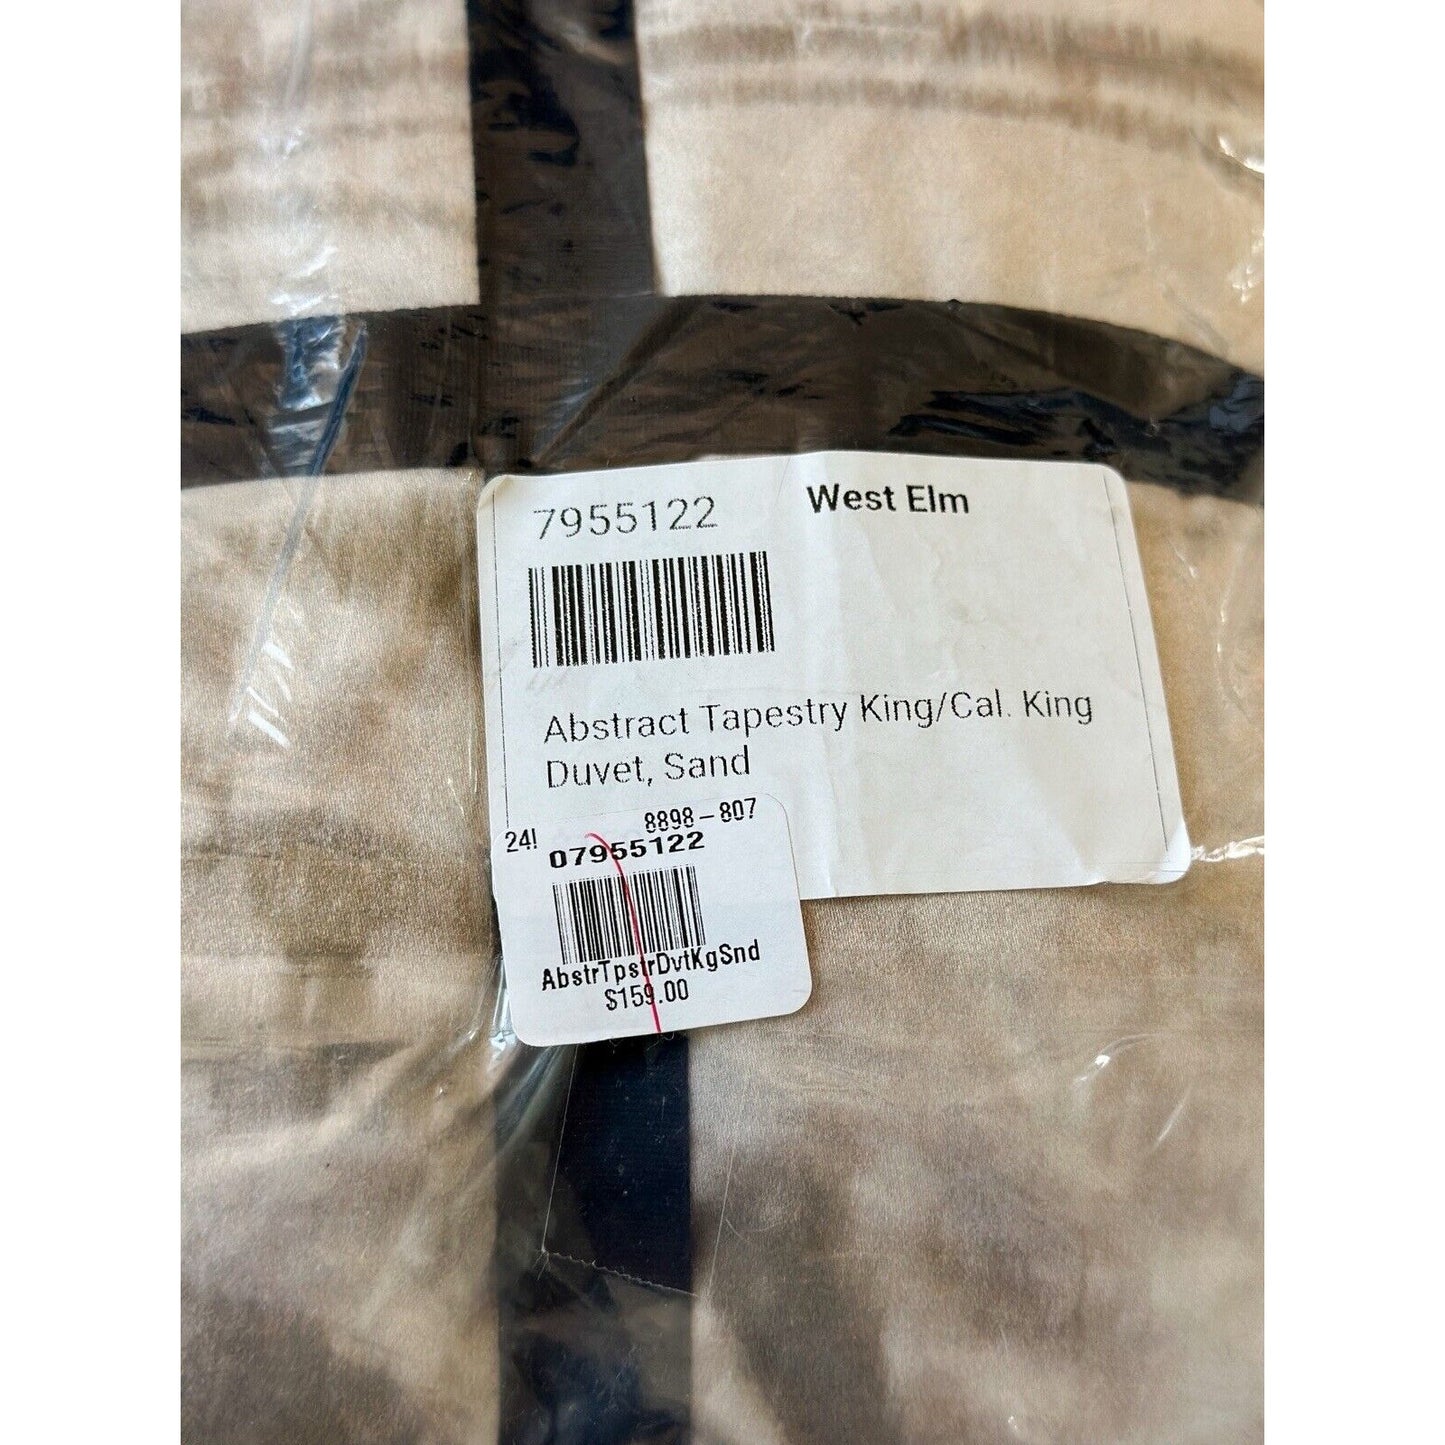 7955122
West Elm
Abstract Tapestry King/Cal. King
Duvet, Sand
24! 8898-807
07955122
AbstrTpstrDvtKgSnd
$159.00